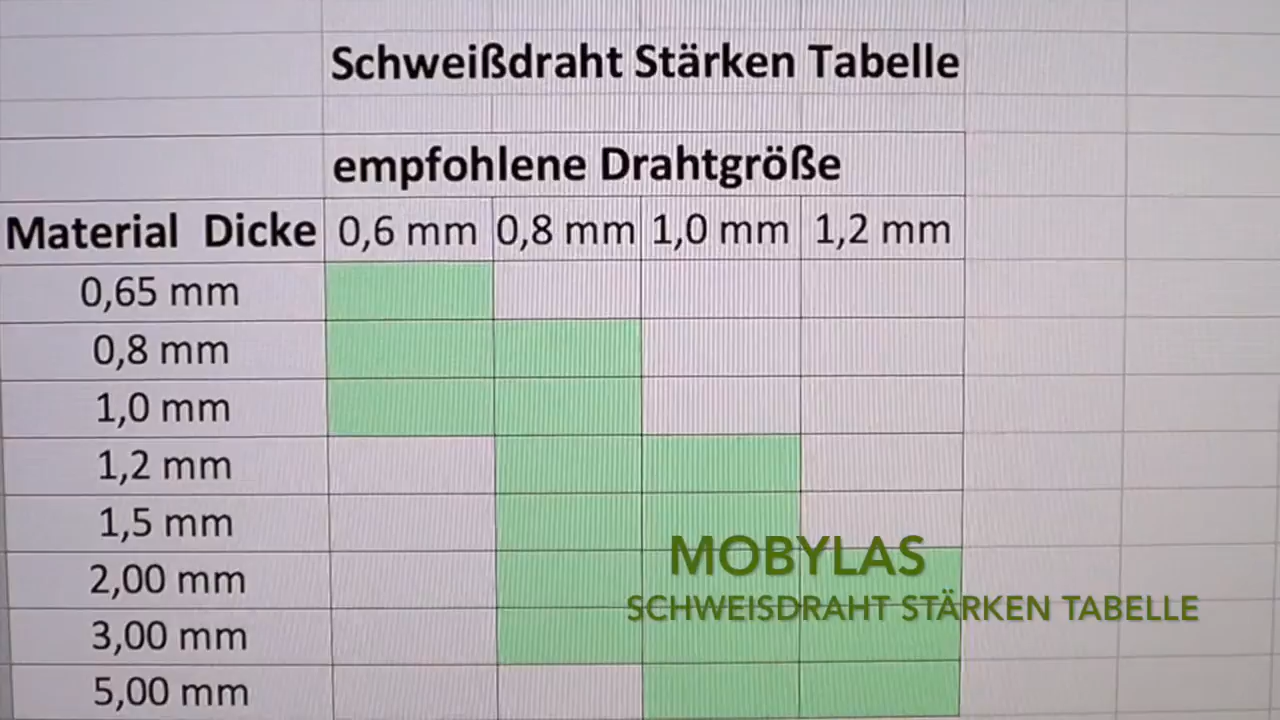 Schweißdraht Stärken Tabelle
empfohlene Drahtgröße
Material Dicke 0,6 mm 0,8 mm 1,0 mm 1,2 mm
0,65 mm
0,8 mm
1,0 mm
1,2 mm
1,5 mm
MOBYLAS
2,00 mm
SCHWEISDRAHT STÄRKEN TABELLE
3,00 mm
5,00 mm